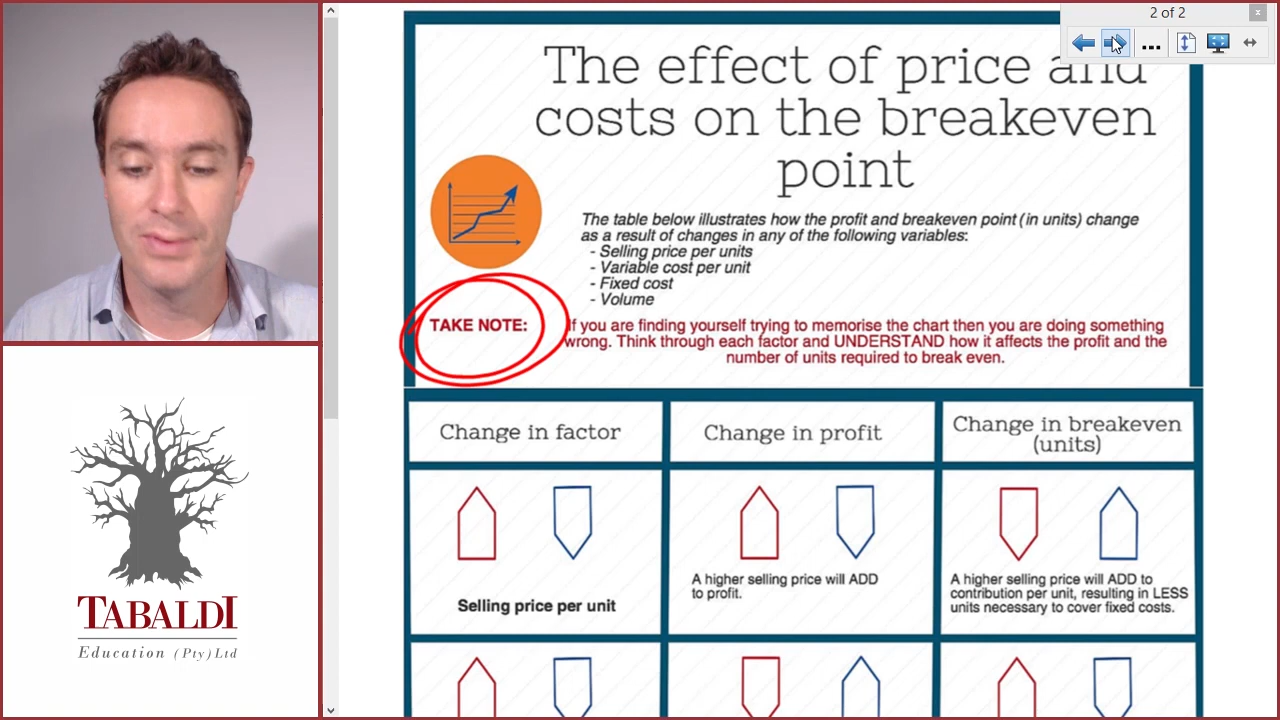 2 of 2
x
The effect of price and
costs on the breakeven
point
The table below illustrates how the profit and breakeven point (in units) change
as a result of changes in any of the following variables:
- Selling price per units
- Variable cost per unit
- Fixed cost
- Volume
TAKE NOTE:
If you are finding yourself trying to memorise the chart then you are doing something
wrong. Think through each factor and UNDERSTAND how it affects the profit and the
number of units required to break even.
Change in factor
Change in profit
Change in breakeven
(units)
Selling price per unit
A higher selling price will ADD
to profit.
A higher selling price will ADD to
contribution per unit, resulting in LESS
units necessary to cover fixed costs.
TABALDI
Education (Pty) Ltd